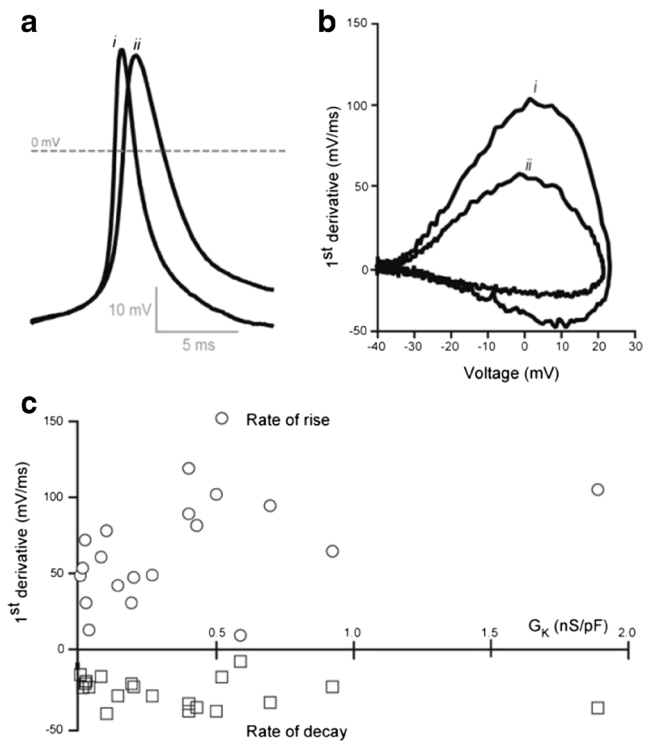 a
i ii
0 mV
10 mV
5 ms
b
1st derivative (mV/ms)
150
100
50
0
-50
i
ii
-40 -30 -20 -10 0 10 20 30
Voltage (mV)
c
1st derivative (mV/ms)
150
100
50
0
-50
Rate of rise
GK (nS/pF)
0.5 1.0 1.5 2.0
Rate of decay